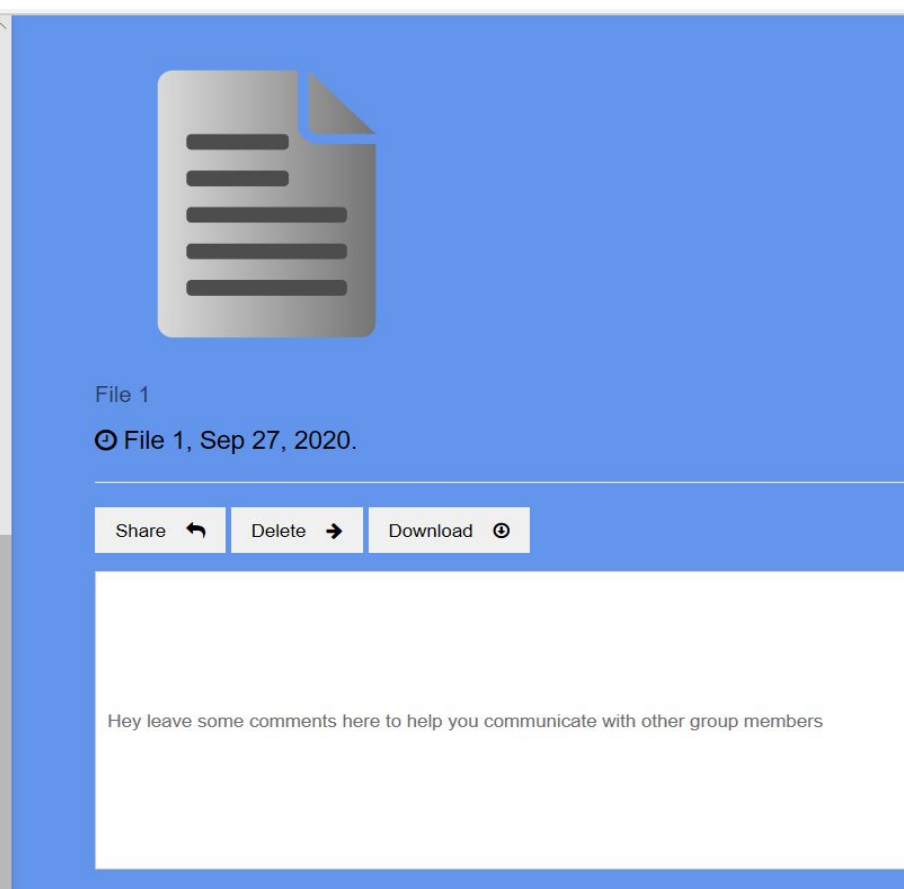 File 1
File 1, Sep 27, 2020.
Share Delete Download
Hey leave some comments here to help you communicate with other group members